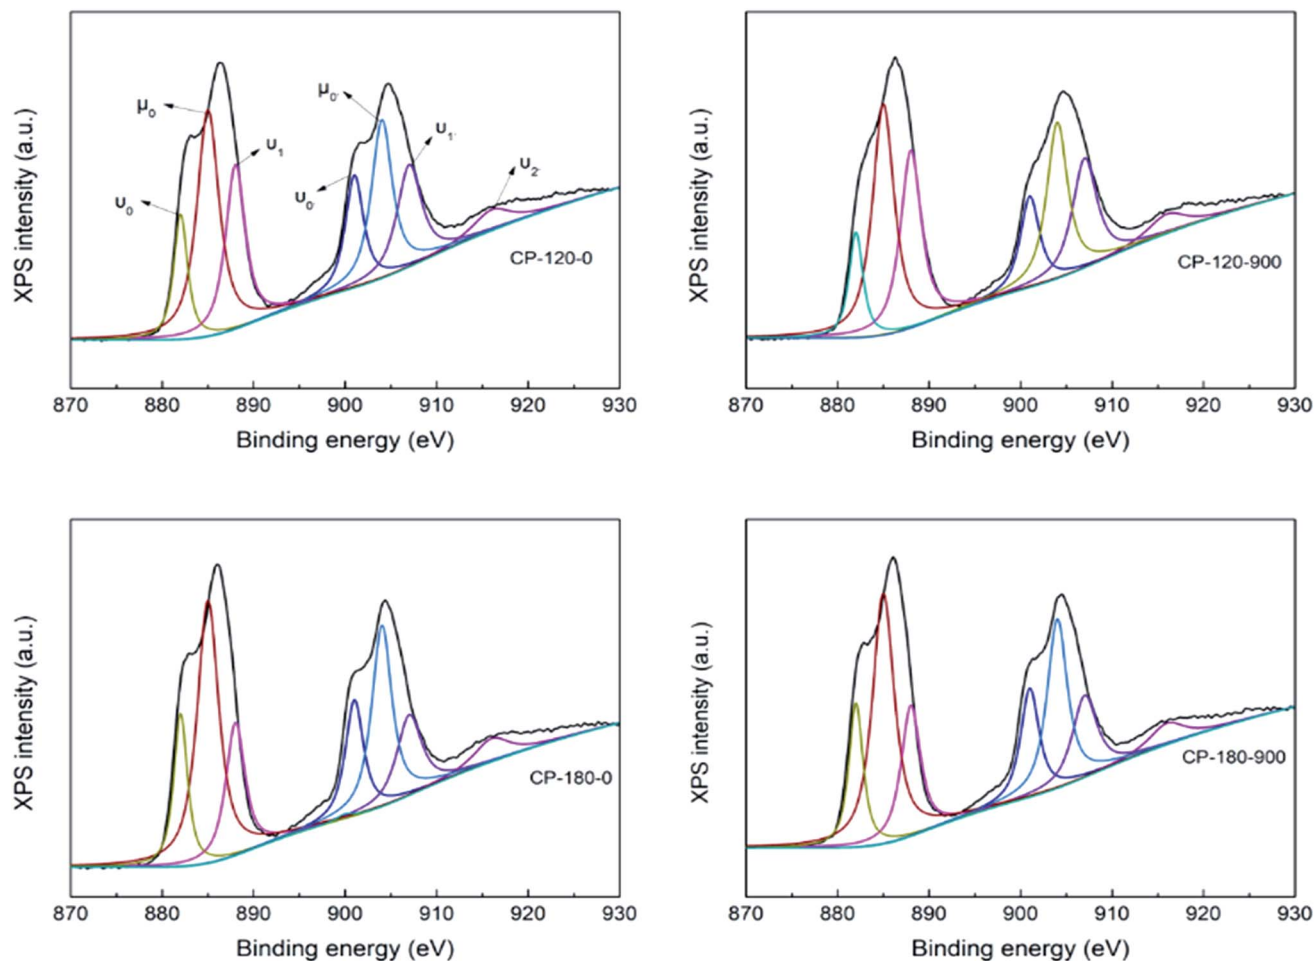 XPS intensity (a.u.)
μ0
υ0
υ1
μ0'
υ0'
υ1'
υ2'
CP-120-0
870 880 890 900 910 920 930
Binding energy (eV)
XPS intensity (a.u.)
CP-120-900
870 880 890 900 910 920 930
Binding energy (eV)
XPS intensity (a.u.)
CP-180-0
870 880 890 900 910 920 930
Binding energy (eV)
XPS intensity (a.u.)
CP-180-900
870 880 890 900 910 920 930
Binding energy (eV)